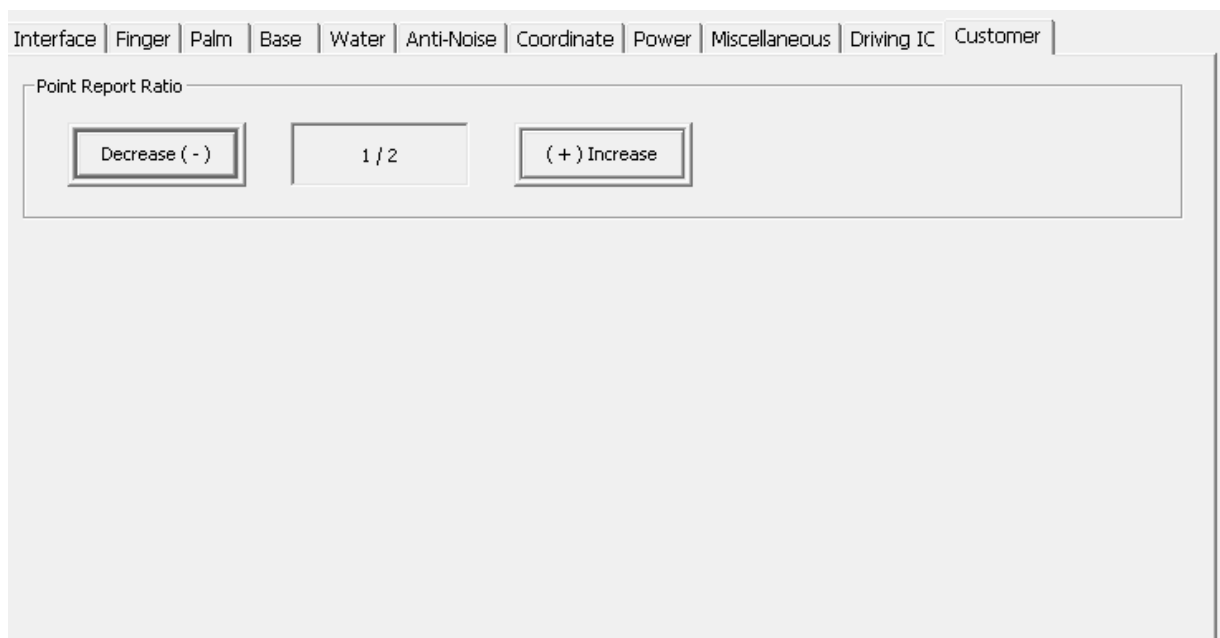 Interface Finger Palm Base Water Anti-Noise Coordinate Power Miscellaneous Driving IC Customer
Point Report Ratio
Decrease ( - ) 1 / 2 ( + ) Increase